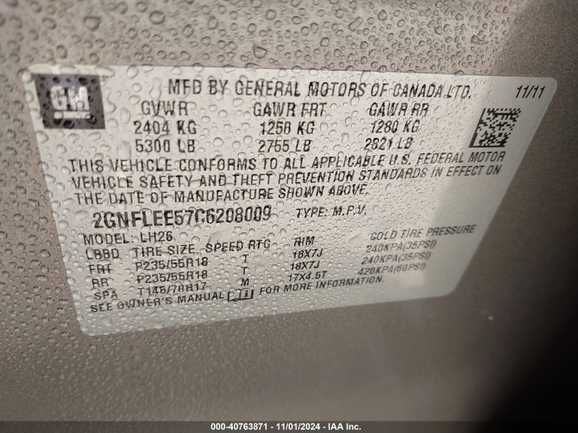 GM
MFD BY GENERAL MOTORS OF CANADA LTD. 11/11
GVWR GAWR FRT GAWR RR
2404 KG 1250 KG 1280 KG
5300 LB 2755 LB 2821 LB
THIS VEHICLE CONFORMS TO ALL APPLICABLE U.S. FEDERAL MOTOR
VEHICLE SAFETY AND THEFT PREVENTION STANDARDS IN EFFECT ON
THE DATE OF MANUFACTURE SHOWN ABOVE.
2GNFLEE57C6208009 TYPE: M.P.V.
MODEL: LH26
LBBD TIRE SIZE SPEED RTG RIM COLD TIRE PRESSURE
FRT P235/55R18 T 18X7J 240KPA(35PSI)
RR P235/55R18 T 18X7J 240KPA(35PSI)
SPA T145/70R17 M 17X4.5T 420KPA(60PSI)
SEE OWNER'S MANUAL FOR MORE INFORMATION.
000-40763871 - 11/01/2024 - IAA Inc.